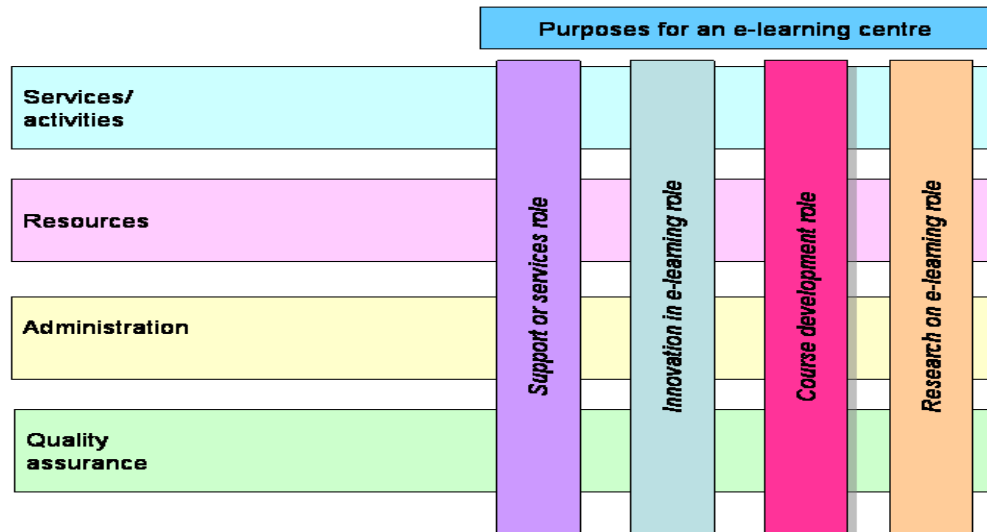 Purposes for an e-learning centre
Services/
activities
Resources
Administration
Quality
assurance
Support or services role
Innovation in e-learning role
Course development role
Research on e-learning role